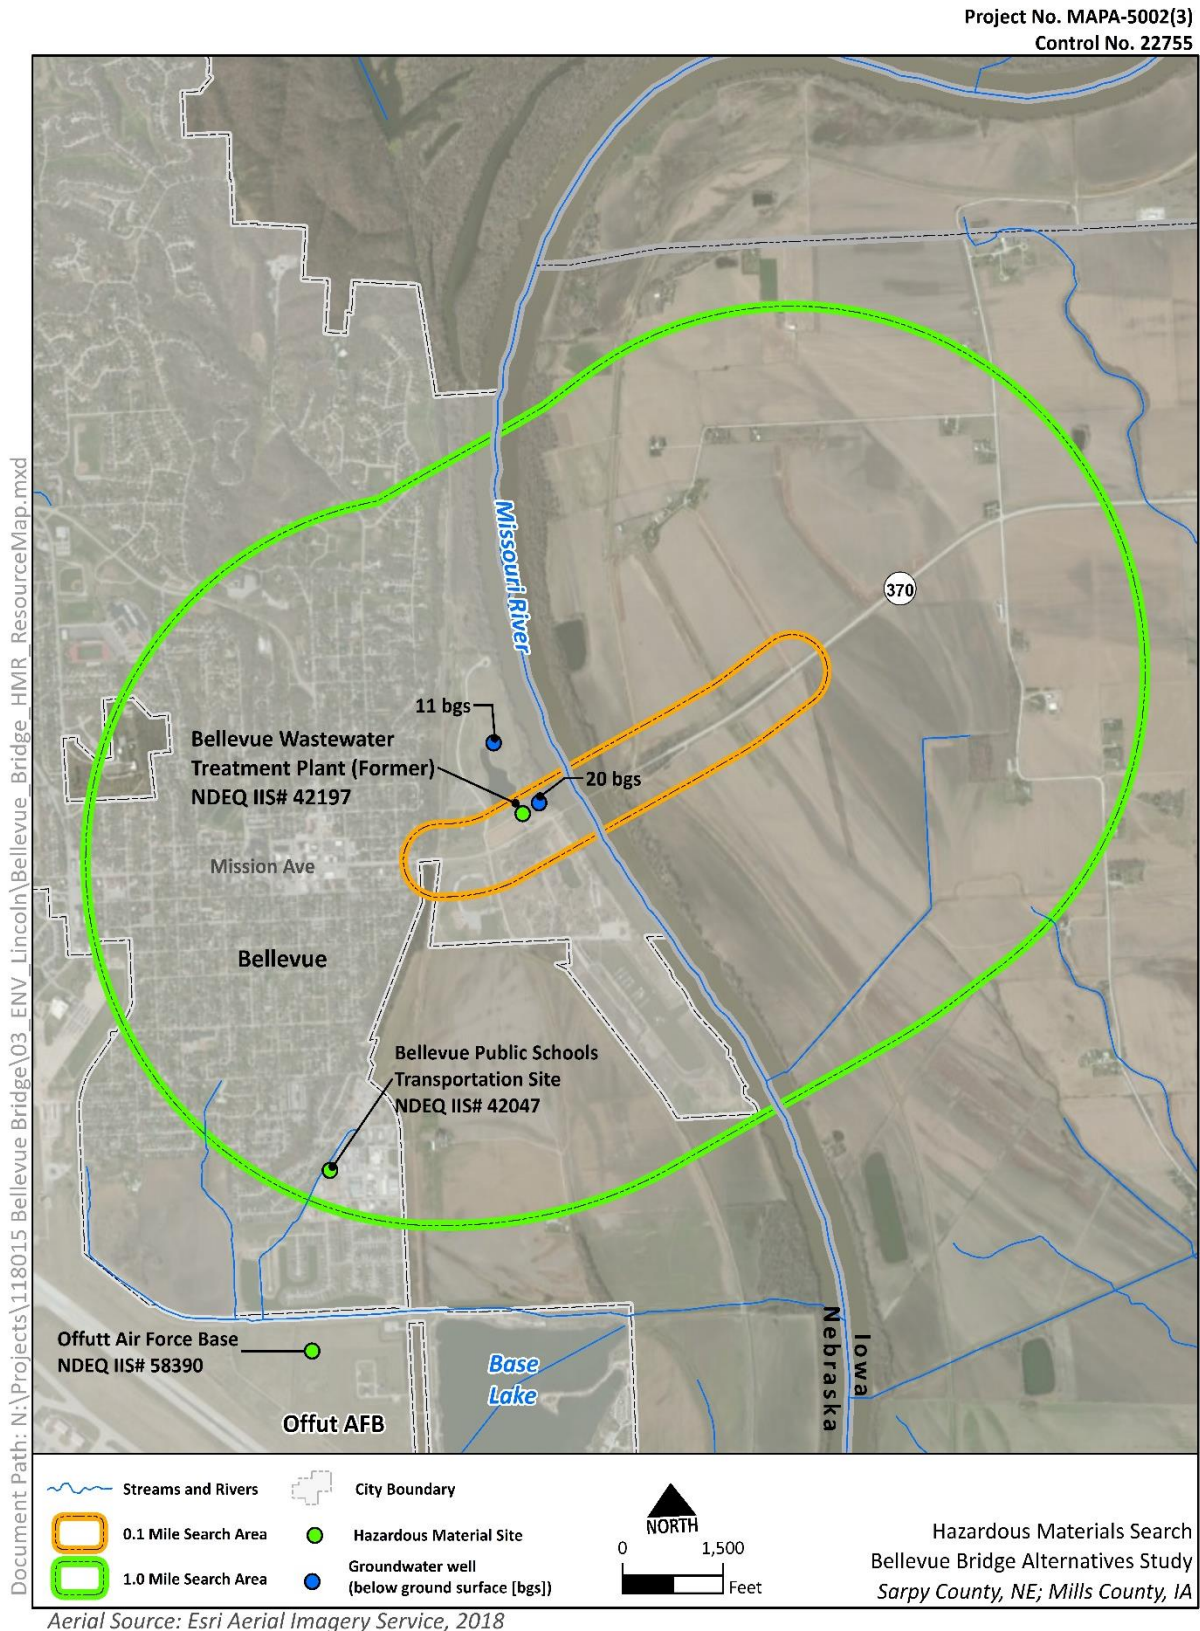 Project No. MAPA-5002(3)
Control No. 22755
Document Path: N:\Projects\118015 Bellevue Bridge\03_ENV_Lincoln\Bellevue_Bridge_HMR_ResourceMap.mxd
Missouri River
370
11 bgs
Bellevue Wastewater
Treatment Plant (Former)
NDEQ IIS# 42197
20 bgs
Mission Ave
Bellevue
Bellevue Public Schools
Transportation Site
NDEQ IIS# 42047
Offutt Air Force Base
NDEQ IIS# 58390
Base
Lake
Nebraska
Iowa
Offut AFB
Streams and Rivers
City Boundary
0.1 Mile Search Area
Hazardous Material Site
1.0 Mile Search Area
Groundwater well
(below ground surface [bgs])
NORTH
0 1,500
Feet
Hazardous Materials Search
Bellevue Bridge Alternatives Study
Sarpy County, NE; Mills County, IA
Aerial Source: Esri Aerial Imagery Service, 2018